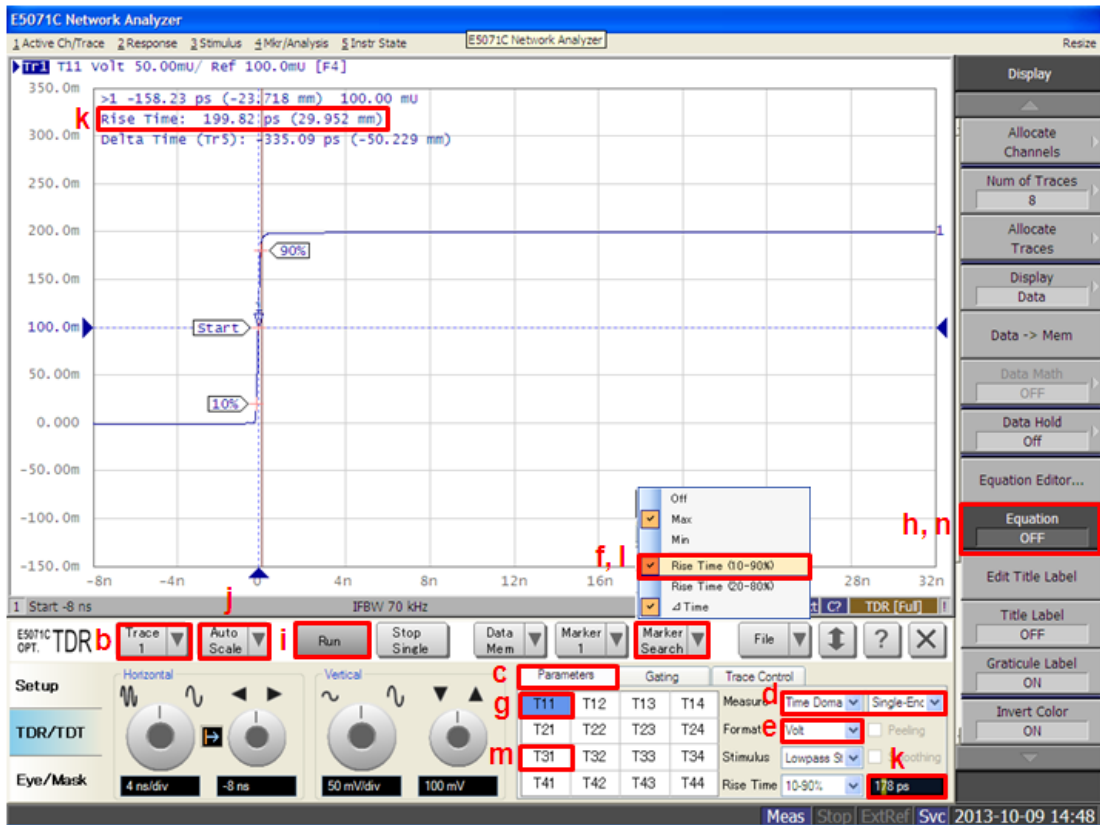 E5071C Network Analyzer
1 Active Ch/Trace 2 Response 3 Stimulus 4 Mkr/Analysis 5 Instr State
E5071C Network Analyzer
Resize
Tr1 T11 Volt 50.00mU/ Ref 100.0mU [F4]
>1 -158.23 ps (-23.718 mm) 100.00 mU
k
Rise Time: 199.82 ps (29.952 mm)
Delta Time (Tr5): -335.09 ps (-50.229 mm)
350.0m
300.0m
250.0m
200.0m
150.0m
100.0m
50.00m
0.000
-50.00m
-100.0m
-150.0m
90%
Start
10%
1
-8n -4n 0 4n 8n 12n 16n 28n 32n
Off
Max
Min
f, l
Rise Time (10-90%)
Rise Time (20-80%)
⊿Time
1 Start -8 ns
IFBW 70 kHz
C?
TDR [Full]
!
Display
Allocate
Channels
Num of Traces
8
Allocate
Traces
Display
Data
Data -> Mem
Data Math
OFF
Data Hold
Off
Equation Editor...
h, n
Equation
OFF
Edit Title Label
Title Label
OFF
Graticule Label
ON
Invert Color
ON
E5071C
OPT. TDR
b
Trace
1
j
Auto
Scale
i
Run
Stop
Single
Data
Mem
Marker
1
Marker
Search
File
?
Setup
TDR/TDT
Eye/Mask
Horizontal
4 ns/div
-8 ns
Vertical
50 mV/div
100 mV
c
Parameters
Gating
Trace Control
g
T11 T12 T13 T14
T21 T22 T23 T24
m
T31 T32 T33 T34
T41 T42 T43 T44
Measure
d
Time Doma
Single-Enc
Format
e
Volt
Peeling
Stimulus
Lowpass St
Smoothing
k
Rise Time
10-90%
178 ps
Meas Stop ExtRef Svc 2013-10-09 14:48